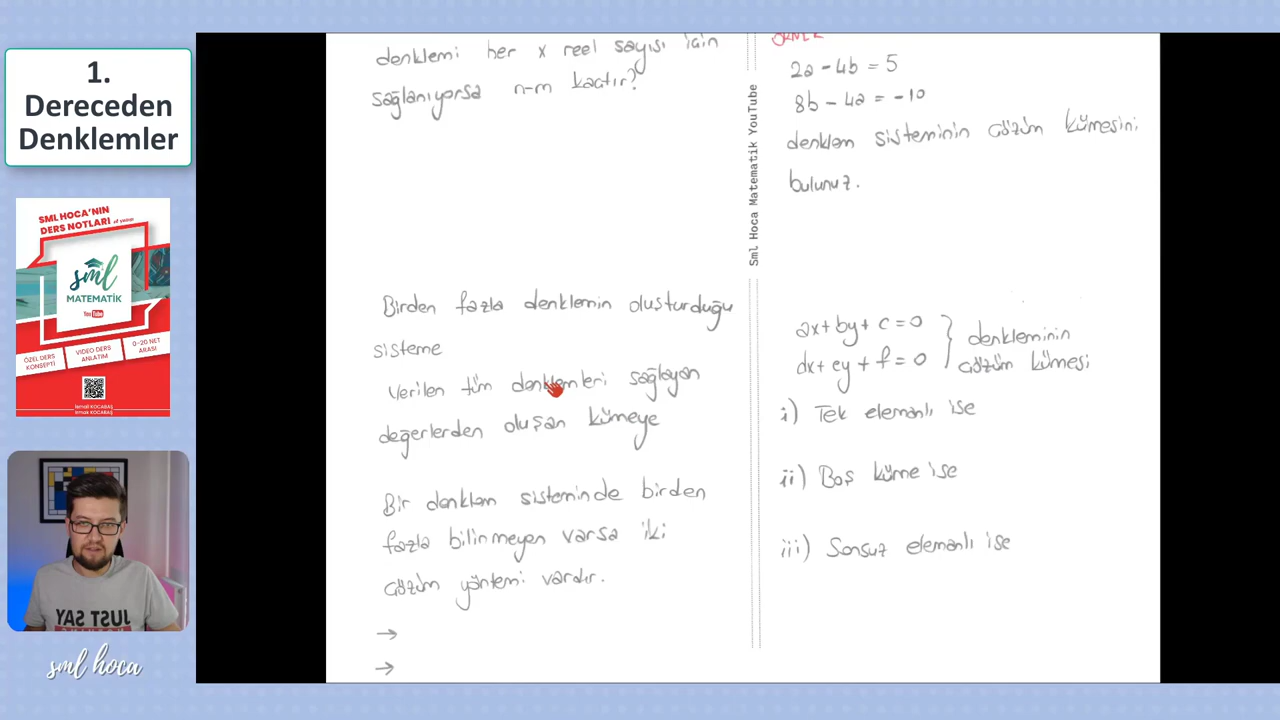 1.
Dereceden
Denklemler
SML HOCA'NIN
DERS NOTLARI
sml
MATEMATİK
You Tube
ÖZEL DERS
KONSEPTİ
VIDEO DERS
ANLATIM
0-20 NET
ARASI
sml hoca
denklemi her x reel sayısı için
sağlanıyorsa n-m kaçtır?
Birden fazla denklemin oluşturduğu
sisteme
Verilen tüm denklemleri sağlayan
değerlerden oluşan kümeye
Bir denklem sisteminde birden
fazla bilinmeyen varsa iki
çözüm yöntemi vardır.
→
→
Sml Hoca Matematik YouTube
ÖRNEK
2a - 4b = 5
8b - 4a = -10
denklem sisteminin çözüm kümesini
bulunuz.
ax + by + c = 0
dx + ey + f = 0
denkleminin
çözüm kümesi
i) Tek elemanlı ise
ii) Boş küme ise
iii) Sonsuz elemanlı ise